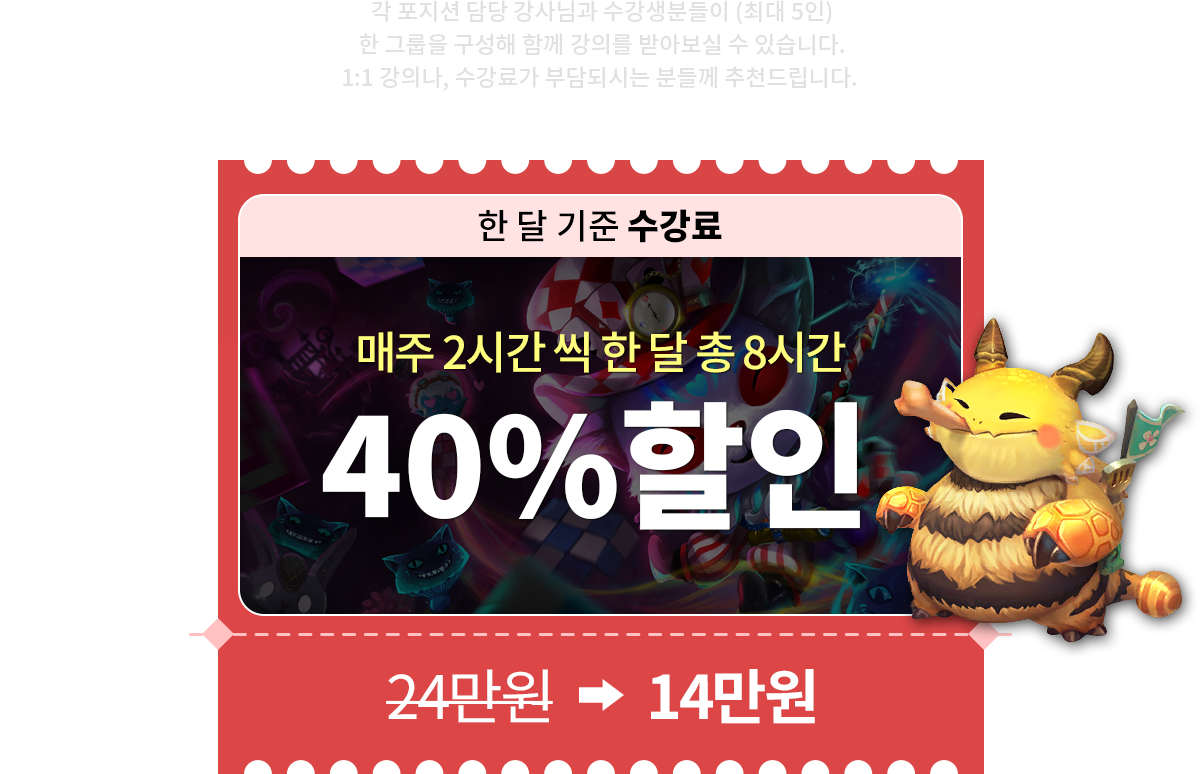 각 포지션 담당 강사님과 수강생분들이 (최대 5인)
한 그룹을 구성해 함께 강의를 받아보실 수 있습니다.
1:1 강의나, 수강료가 부담되시는 분들께 추천드립니다.
한 달 기준 수강료
매주 2시간 씩 한 달 총 8시간
40%할인
24만원 14만원